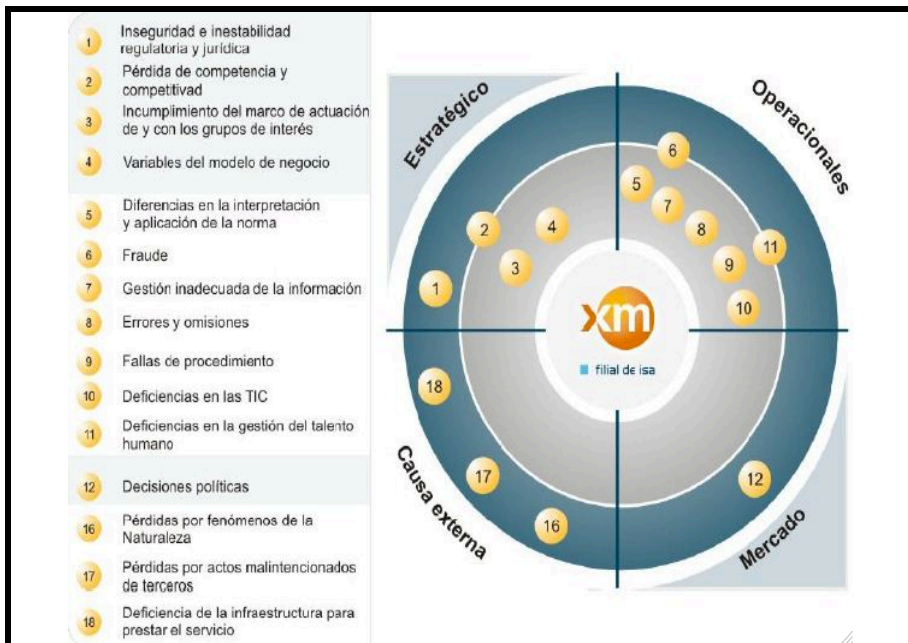 1 Inseguridad e inestabilidad
regulatoria y jurídica
2 Pérdida de competencia y
competitivad
3 Incumplimiento del marco de actuación
de y con los grupos de interés
4 Variables del modelo de negocio
5 Diferencias en la interpretación
y aplicación de la norma
6 Fraude
7 Gestión inadecuada de la información
8 Errores y omisiones
9 Fallas de procedimiento
10 Deficiencias en las TIC
11 Deficiencias en la gestión del talento
humano
12 Decisiones políticas
16 Pérdidas por fenómenos de la
Naturaleza
17 Pérdidas por actos malintencionados
de terceros
18 Deficiencia de la infraestructura para
prestar el servicio
Estratégico
Operacionales
6
5
7
2
4
8
11
3
9
1
10
xm
filial de isa
18
17
12
16
Causa externa
Mercado